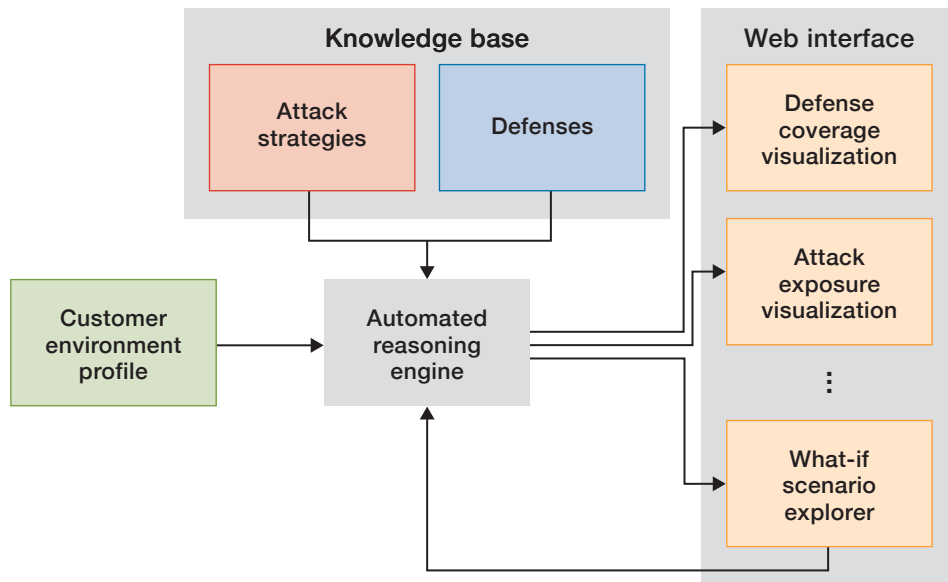 Knowledge base
Attack
strategies
Defenses
Web interface
Defense
coverage
visualization
Attack
exposure
visualization
Customer
environment
profile
Automated
reasoning
engine
What-if
scenario
explorer